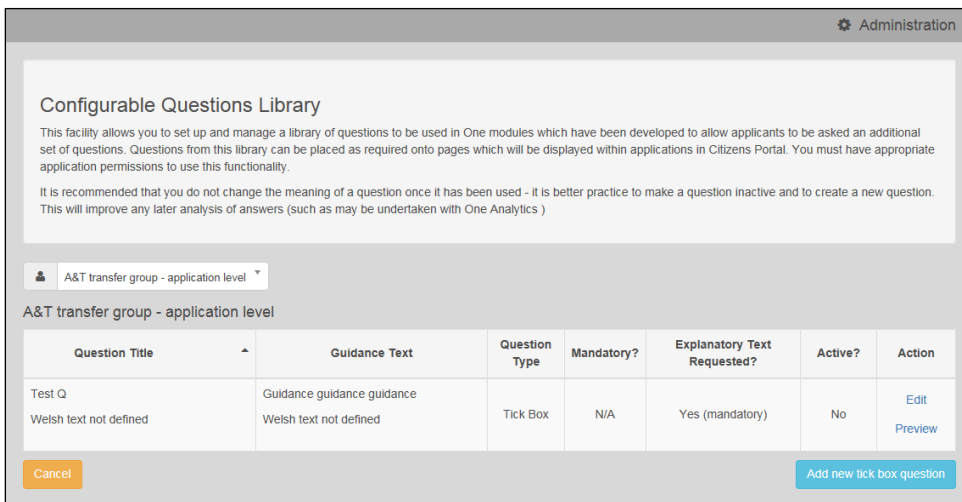 Administration
Configurable Questions Library
This facility allows you to set up and manage a library of questions to be used in One modules which have been developed to allow applicants to be asked an additional
set of questions. Questions from this library can be placed as required onto pages which will be displayed within applications in Citizens Portal. You must have appropriate
application permissions to use this functionality.
It is recommended that you do not change the meaning of a question once it has been used - it is better practice to make a question inactive and to create a new question.
This will improve any later analysis of answers (such as may be undertaken with One Analytics )
A&T transfer group - application level
A&T transfer group - application level
Question Title
Guidance Text
Question
Type
Mandatory?
Explanatory Text
Requested?
Active?
Action
Test Q
Welsh text not defined
Guidance guidance guidance
Welsh text not defined
Tick Box
N/A
Yes (mandatory)
No
Edit
Preview
Cancel
Add new tick box question